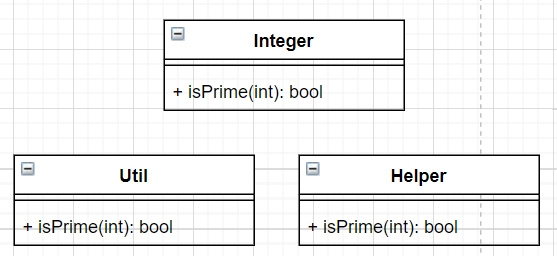 Integer
+ isPrime(int): bool
Util
+ isPrime(int): bool
Helper
+ isPrime(int): bool